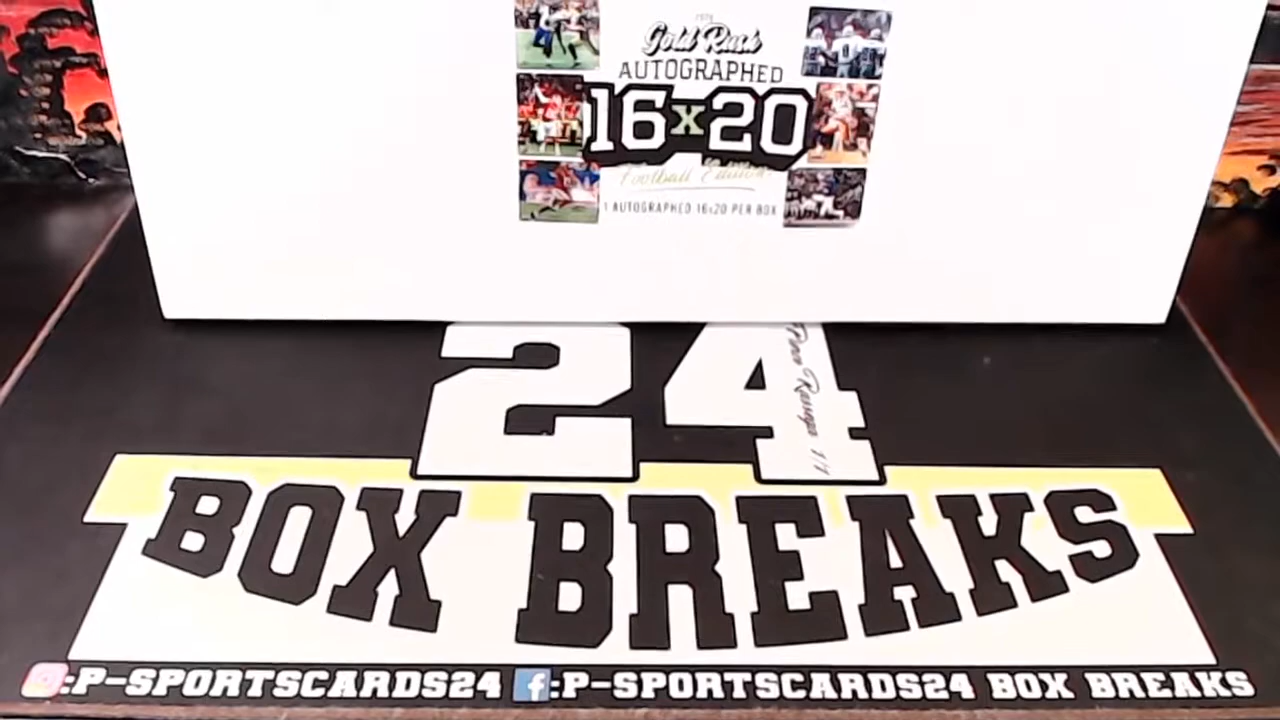 Gold Rush
AUTOGRAPHED
16x20
Football Edition
1 AUTOGRAPHED 16x20 PER BOX
24
BOX BREAKS
:P-SPORTSCARDS24 f:P-SPORTSCARDS24 BOX BREAKS